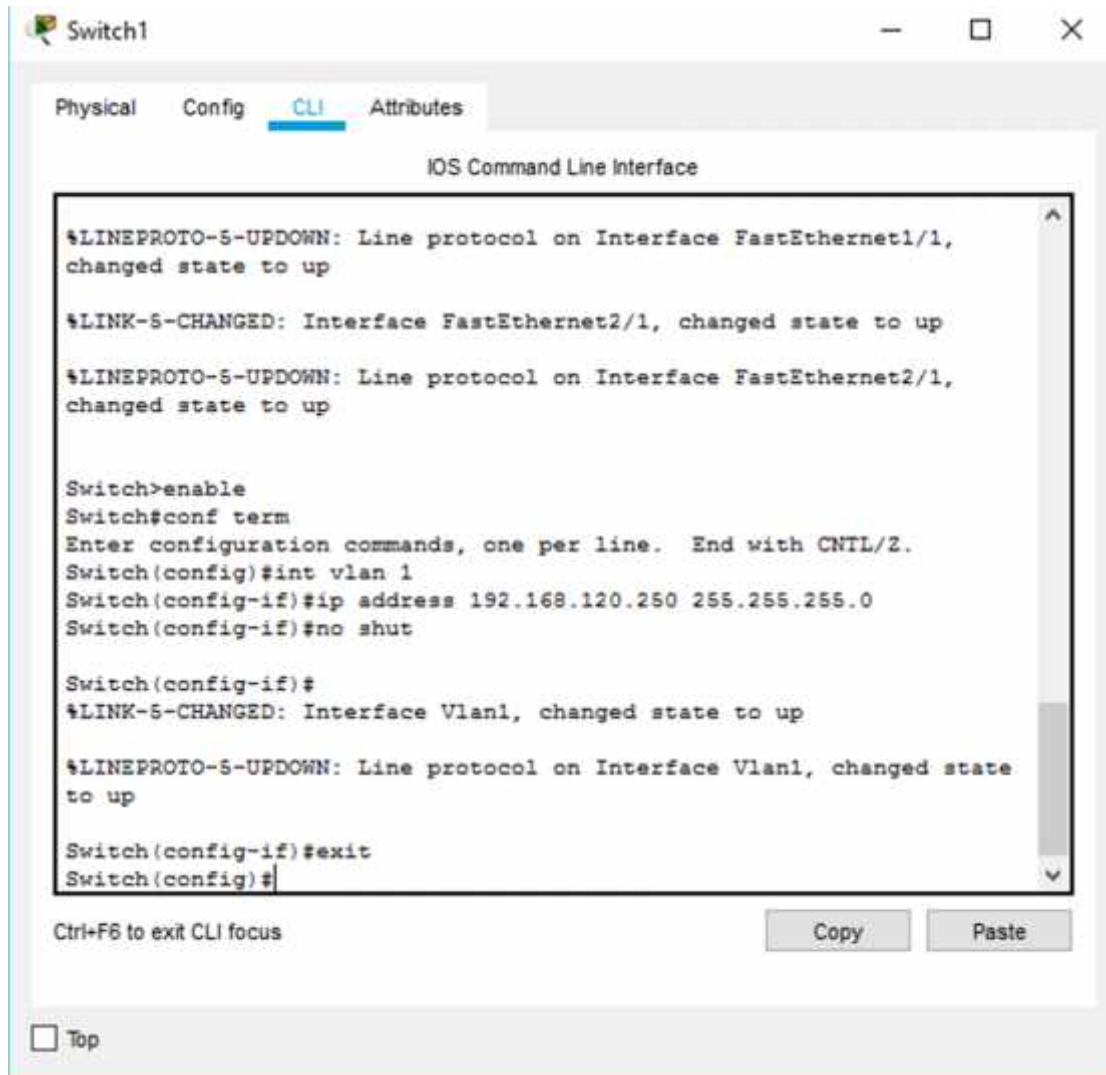 Switch1
Physical Config CLI Attributes
IOS Command Line Interface
%LINEPROTO-5-UPDOWN: Line protocol on Interface FastEthernet1/1,
changed state to up
%LINK-5-CHANGED: Interface FastEthernet2/1, changed state to up
%LINEPROTO-5-UPDOWN: Line protocol on Interface FastEthernet2/1,
changed state to up
Switch>enable
Switch#conf term
Enter configuration commands, one per line.  End with CNTL/Z.
Switch(config)#int vlan 1
Switch(config-if)#ip address 192.168.120.250 255.255.255.0
Switch(config-if)#no shut
Switch(config-if)#
%LINK-5-CHANGED: Interface Vlan1, changed state to up
%LINEPROTO-5-UPDOWN: Line protocol on Interface Vlan1, changed state
to up
Switch(config-if)#exit
Switch(config)#
Ctrl+F6 to exit CLI focus Copy Paste
Top